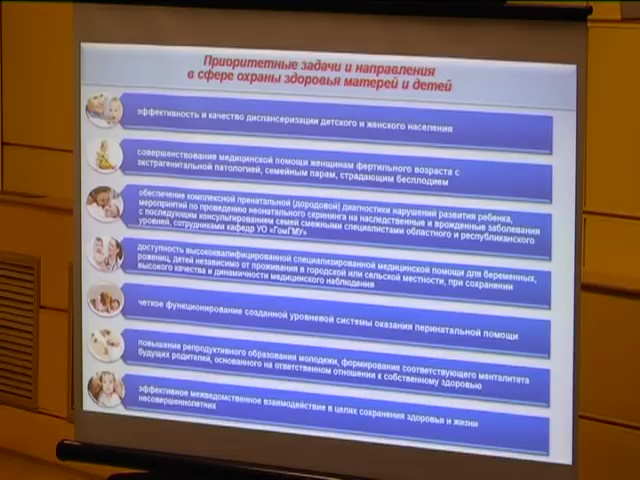 Приоритетные задачи и направления
в сфере охраны здоровья матерей и детей
эффективность и качество диспансеризации детского и женского населения
совершенствование медицинской помощи женщинам фертильного возраста с
экстрагенитальной патологией, семейным парам, страдающим бесплодием
обеспечение комплексной пренатальной (дородовой) диагностики нарушений развития ребенка,
мероприятий по проведению неонатального скрининга на наследственные и врожденные заболевания
с последующим консультированием семей смежными специалистами областного и республиканского
уровней, сотрудниками кафедр УО «ГомГМУ»
доступность высококвалифицированной специализированной медицинской помощи для беременных,
рожениц, детей независимо от проживания в городской или сельской местности, при сохранении
высокого качества и динамичности медицинского наблюдения
четкое функционирование созданной уровневой системы оказания перинатальной помощи
повышение репродуктивного образования молодежи, формирование соответствующего менталитета
будущих родителей, основанного на ответственном отношении к собственному здоровью
эффективное межведомственное взаимодействие в целях сохранения здоровья и жизни
несовершеннолетних